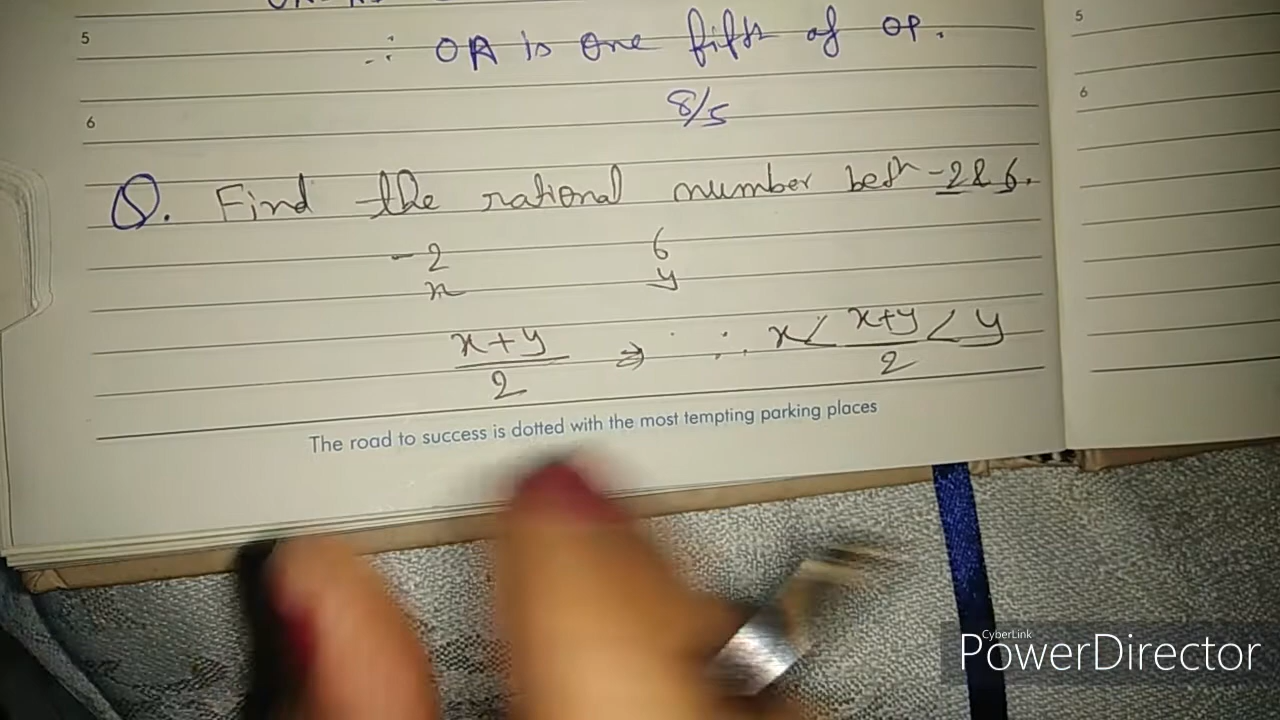 5
∴ OA is one fifth of OP.
8/5
6
Q. Find the rational number betn -2 & 6.
-2 6
x y
x+y/2 ⇒ ∴ x < x+y/2 < y
The road to success is dotted with the most tempting parking places
5
6
CyberLink
PowerDirector